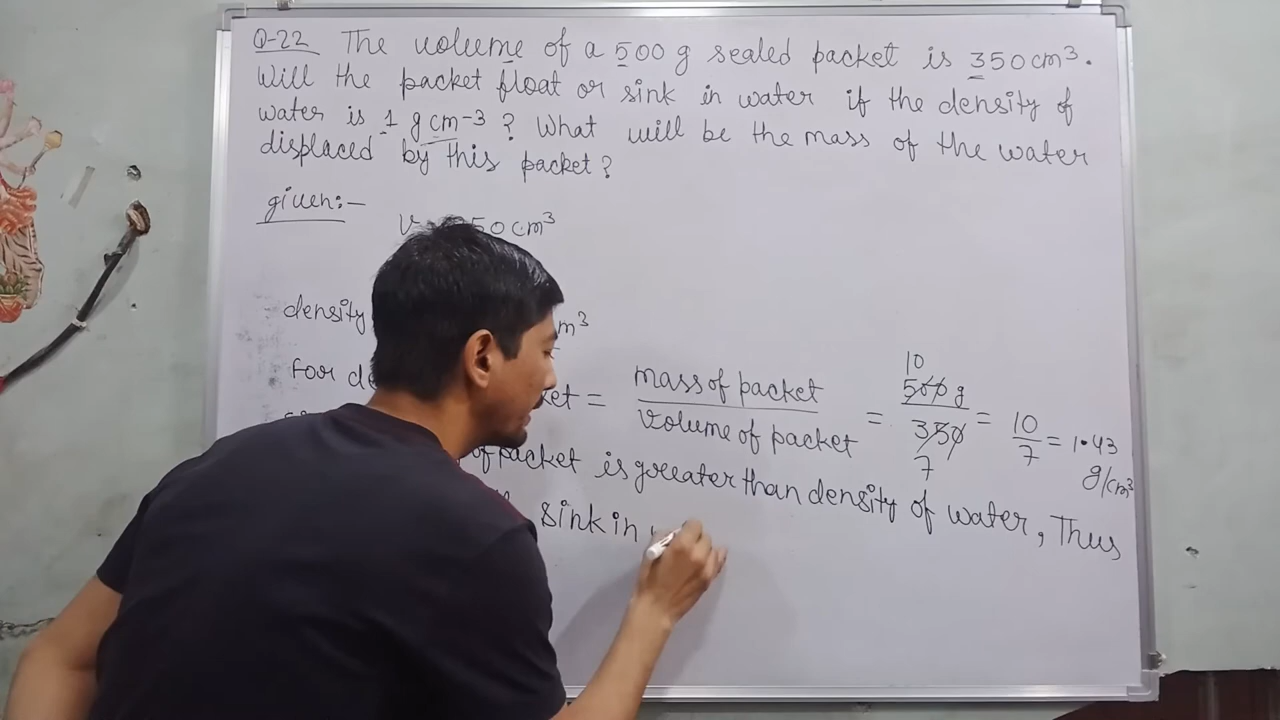 Q-22 The volume of a 500 g sealed packet is 350 cm³.
Will the packet float or sink in water if the density of
water is 1 g cm-3 ? What will be the mass of the water
displaced by this packet?
given:-
50 cm³
density m³
For = mass of packet / volume of packet = 500 g / 350 = 10 / 7 = 1.43 g/cm³
10
7
of packet is greater than density of water, Thus
sink in